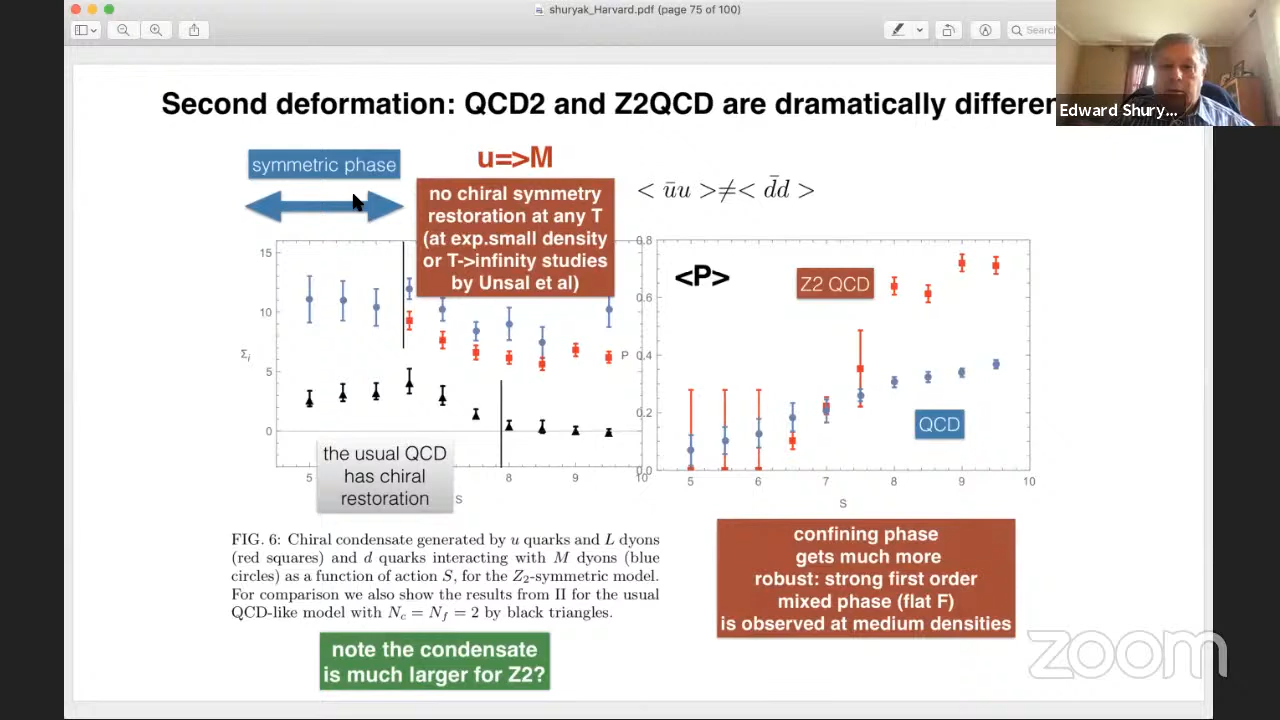 shuryak_Harvard.pdf (page 75 of 100)
Search
Edward Shury...
Second deformation: QCD2 and Z2QCD are dramatically differen
symmetric phase
u=>M
no chiral symmetry
restoration at any T
(at exp.small density
or T->infinity studies
by Unsal et al)
< ūu >≠< d̄d >
15
10
5
0
Σi
5
8
9
10
S
the usual QCD
has chiral
restoration
0.8
0.6
0.4
0.2
0.0
P
<P>
Z2 QCD
QCD
5
6
7
8
9
10
S
FIG. 6: Chiral condensate generated by u quarks and L dyons
(red squares) and d quarks interacting with M dyons (blue
circles) as a function of action S, for the Z2-symmetric model.
For comparison we also show the results from II for the usual
QCD-like model with Nc = Nf = 2 by black triangles.
note the condensate
is much larger for Z2?
confining phase
gets much more
robust: strong first order
mixed phase (flat F)
is observed at medium densities
zoom